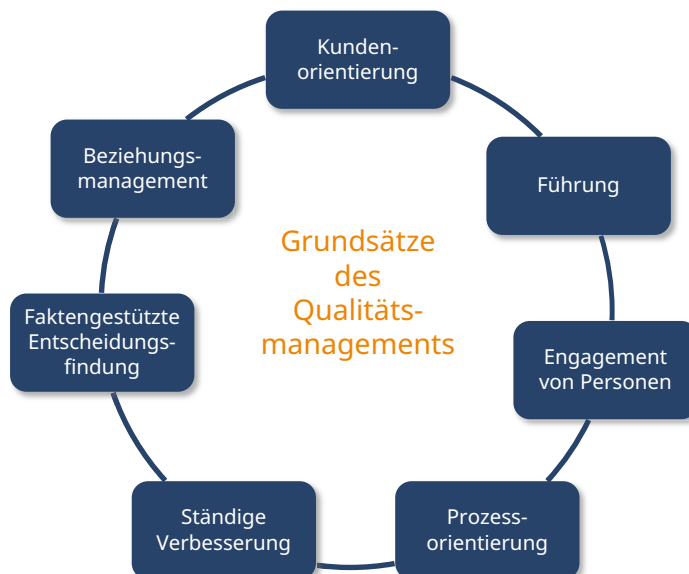 Kunden-
orientierung
Führung
Engagement
von Personen
Prozess-
orientierung
Ständige
Verbesserung
Faktengestützte
Entscheidungs-
findung
Beziehungs-
management
Grundsätze
des
Qualitäts-
managements